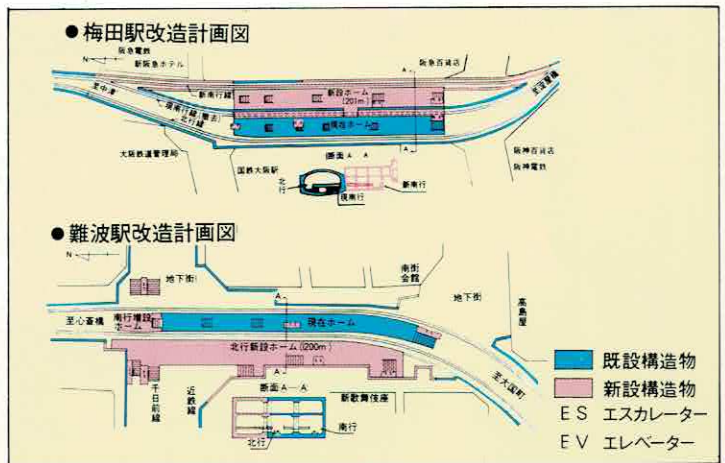 ●梅田駅改造計画図
阪急電鉄
新阪急ホテル
阪急百貨店
N
A
新南行線
新設ホーム
(201m)
至淀屋橋
至中津
現南行線(撤去)
北行線
現在ホーム
大阪鉄道管理局
断面 A A
A
阪神百貨店
阪神電鉄
国鉄大阪駅
北行
新南行
現南行
●難波駅改造計画図
N
地下街
南街
会館
地下街
高島屋
A
至心斎橋
南行増設
ホーム
現在ホーム
北行新設ホーム(290m)
至大国町
千日前線
近鉄線
A
断面A—A
新歌舞伎座
北行
南行
既設構造物
新設構造物
ES エスカレーター
EV エレベーター